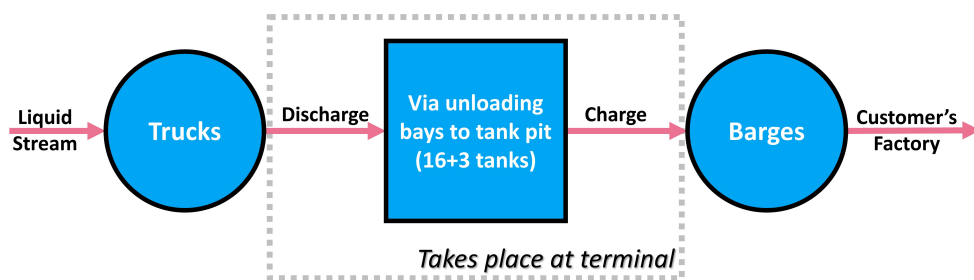 Liquid
Stream
Trucks
Discharge
Via unloading
bays to tank pit
(16+3 tanks)
Charge
Barges
Customer's
Factory
Takes place at terminal